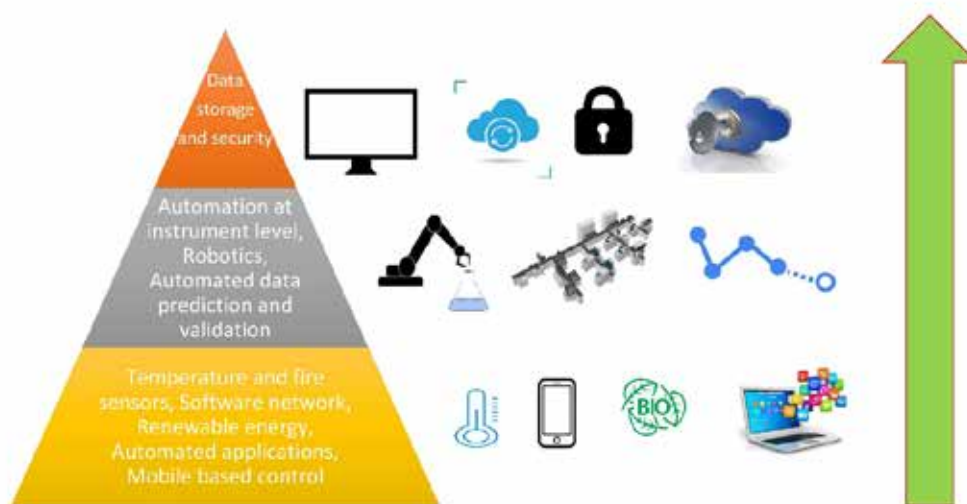 Data
storage
and security
Automation at
instrument level,
Robotics,
Automated data
prediction and
validation
Temperature and fire
sensors, Software network,
Renewable energy,
Automated applications,
Mobile based control
BIO